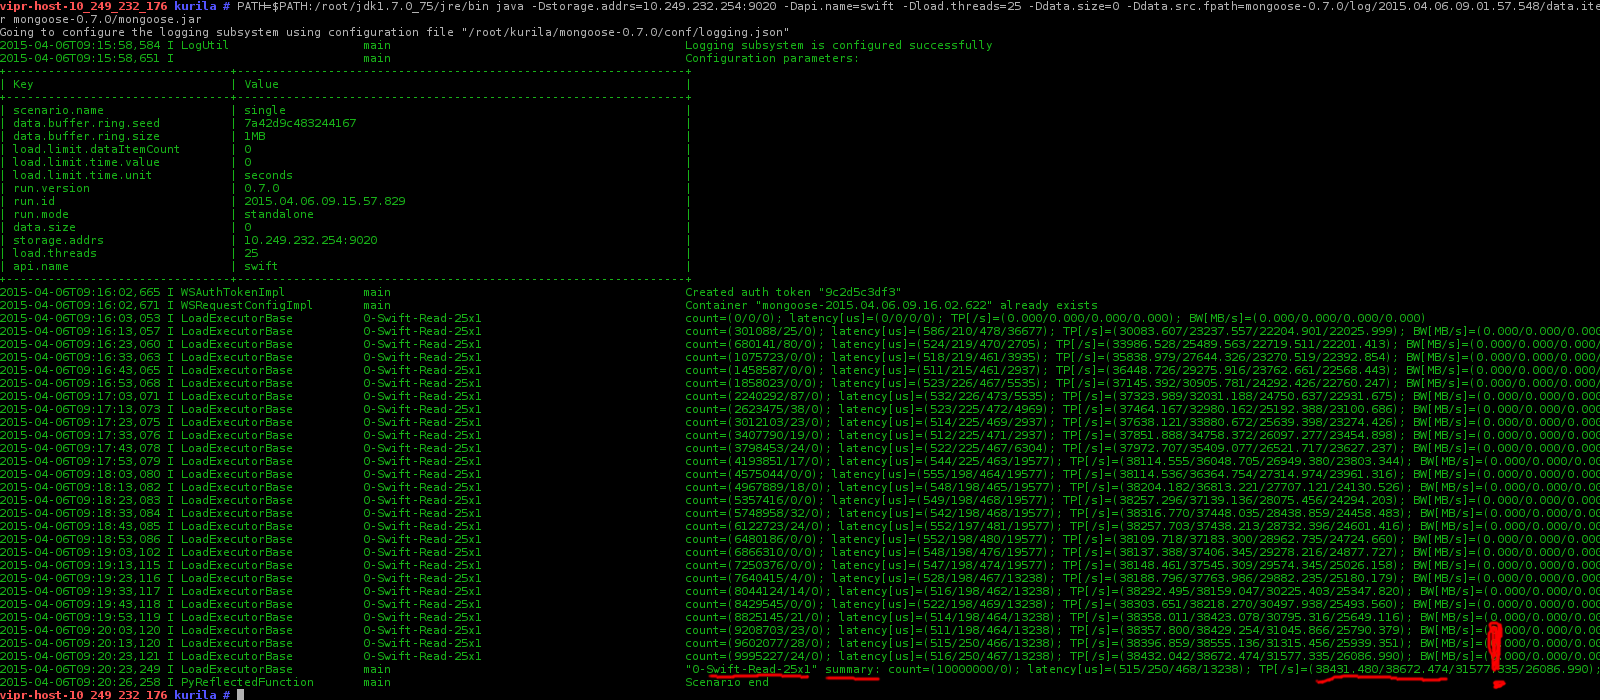 vipr-host-10_249_232_176 kurila # PATH=$PATH:/root/jdk1.7.0_75/jre/bin java -Dstorage.addrs=10.249.232.254:9020 -Dapi.name=swift -Dload.threads=25 -Ddata.size=0 -Ddata.src.fpath=mongoose-0.7.0/log/2015.04.06.09.01.57.548/data.ite
r mongoose-0.7.0/mongoose.jar
Going to configure the logging subsystem using configuration file "/root/kurila/mongoose-0.7.0/conf/logging.json"
2015-04-06T09:15:58,584 I LogUtil main Logging subsystem is configured successfully
2015-04-06T09:15:58,651 I main Configuration parameters:
+--------------------------------+----------------------------------------------------------------+
| Key | Value |
+--------------------------------+----------------------------------------------------------------+
| scenario.name | single |
| data.buffer.ring.seed | 7a42d9c483244167 |
| data.buffer.ring.size | 1MB |
| load.limit.dataItemCount | 0 |
| load.limit.time.value | 0 |
| load.limit.time.unit | seconds |
| run.version | 0.7.0 |
| run.id | 2015.04.06.09.15.57.829 |
| run.mode | standalone |
| data.size | 0 |
| storage.addrs | 10.249.232.254:9020 |
| load.threads | 25 |
| api.name | swift |
+--------------------------------+----------------------------------------------------------------+
2015-04-06T09:16:02,665 I WSAuthTokenImpl main Created auth token "9c2d5c3df3"
2015-04-06T09:16:02,671 I WSRequestConfigImpl main Container "mongoose-2015.04.06.09.16.02.622" already exists
2015-04-06T09:16:03,053 I LoadExecutorBase 0-Swift-Read-25x1 count=(0/0/0); latency[us]=(0/0/0/0); TP[/s]=(0.000/0.000/0.000/0.000); BW[MB/s]=(0.000/0.000/0.000/0.000)
2015-04-06T09:16:13,057 I LoadExecutorBase 0-Swift-Read-25x1 count=(301088/25/0); latency[us]=(586/210/478/36677); TP[/s]=(30083.607/23237.557/22204.901/22025.999); BW[MB/s]=(0.000/0.000/0.000
2015-04-06T09:16:23,060 I LoadExecutorBase 0-Swift-Read-25x1 count=(680141/80/0); latency[us]=(524/219/470/2705); TP[/s]=(33986.528/25489.563/22719.511/22201.413); BW[MB/s]=(0.000/0.000/0.000/
2015-04-06T09:16:33,063 I LoadExecutorBase 0-Swift-Read-25x1 count=(1075723/0/0); latency[us]=(518/219/461/3935); TP[/s]=(35838.979/27644.326/23270.519/22392.854); BW[MB/s]=(0.000/0.000/0.000
2015-04-06T09:16:43,065 I LoadExecutorBase 0-Swift-Read-25x1 count=(1458587/0/0); latency[us]=(511/215/461/2937); TP[/s]=(36448.726/29275.916/23762.661/22568.443); BW[MB/s]=(0.000/0.000/0.000
2015-04-06T09:16:53,068 I LoadExecutorBase 0-Swift-Read-25x1 count=(1858023/0/0); latency[us]=(523/226/467/5535); TP[/s]=(37145.392/30905.781/24292.426/22760.247); BW[MB/s]=(0.000/0.000/0.000
2015-04-06T09:17:03,071 I LoadExecutorBase 0-Swift-Read-25x1 count=(2240292/87/0); latency[us]=(532/226/473/5535); TP[/s]=(37323.989/32031.188/24750.637/22931.675); BW[MB/s]=(0.000/0.000/0.00
2015-04-06T09:17:13,073 I LoadExecutorBase 0-Swift-Read-25x1 count=(2623475/38/0); latency[us]=(523/225/472/4969); TP[/s]=(37464.167/32980.162/25192.388/23100.686); BW[MB/s]=(0.000/0.000/0.00
2015-04-06T09:17:23,075 I LoadExecutorBase 0-Swift-Read-25x1 count=(3012103/23/0); latency[us]=(514/225/469/2937); TP[/s]=(37638.121/33880.672/25639.398/23274.426); BW[MB/s]=(0.000/0.000/0.00
2015-04-06T09:17:33,076 I LoadExecutorBase 0-Swift-Read-25x1 count=(3407790/19/0); latency[us]=(512/225/471/2937); TP[/s]=(37851.888/34758.372/26097.277/23454.898); BW[MB/s]=(0.000/0.000/0.00
2015-04-06T09:17:43,078 I LoadExecutorBase 0-Swift-Read-25x1 count=(3798453/24/0); latency[us]=(522/225/467/6304); TP[/s]=(37972.707/35409.077/26521.717/23627.237); BW[MB/s]=(0.000/0.000/0.00
2015-04-06T09:17:53,079 I LoadExecutorBase 0-Swift-Read-25x1 count=(4193851/17/0); latency[us]=(544/225/463/19577); TP[/s]=(38114.555/36048.705/26949.380/23803.344); BW[MB/s]=(0.000/0.000/0.0
2015-04-06T09:18:03,080 I LoadExecutorBase 0-Swift-Read-25x1 count=(4575044/0/0); latency[us]=(555/198/464/19577); TP[/s]=(38114.538/36364.754/27314.974/23961.316); BW[MB/s]=(0.000/0.000/0.00
2015-04-06T09:18:13,082 I LoadExecutorBase 0-Swift-Read-25x1 count=(4967889/18/0); latency[us]=(548/198/465/19577); TP[/s]=(38204.182/36813.221/27707.121/24130.526); BW[MB/s]=(0.000/0.000/0.0
2015-04-06T09:18:23,083 I LoadExecutorBase 0-Swift-Read-25x1 count=(5357416/0/0); latency[us]=(549/198/468/19577); TP[/s]=(38257.296/37139.136/28075.456/24294.203); BW[MB/s]=(0.000/0.000/0.00
2015-04-06T09:18:33,084 I LoadExecutorBase 0-Swift-Read-25x1 count=(5748958/32/0); latency[us]=(542/198/468/19577); TP[/s]=(38316.770/37448.035/28438.859/24458.483); BW[MB/s]=(0.000/0.000/0.0
2015-04-06T09:18:43,085 I LoadExecutorBase 0-Swift-Read-25x1 count=(6122723/24/0); latency[us]=(552/197/481/19577); TP[/s]=(38257.703/37438.213/28732.396/24601.416); BW[MB/s]=(0.000/0.000/0.0
2015-04-06T09:18:53,086 I LoadExecutorBase 0-Swift-Read-25x1 count=(6480186/0/0); latency[us]=(552/198/480/19577); TP[/s]=(38109.718/37183.300/28962.735/24724.660); BW[MB/s]=(0.000/0.000/0.00
2015-04-06T09:19:03,102 I LoadExecutorBase 0-Swift-Read-25x1 count=(6866310/0/0); latency[us]=(548/198/476/19577); TP[/s]=(38137.388/37406.345/29278.216/24877.727); BW[MB/s]=(0.000/0.000/0.00
2015-04-06T09:19:13,115 I LoadExecutorBase 0-Swift-Read-25x1 count=(7250376/0/0); latency[us]=(547/198/474/19577); TP[/s]=(38148.461/37545.309/29574.345/25026.158); BW[MB/s]=(0.000/0.000/0.00
2015-04-06T09:19:23,116 I LoadExecutorBase 0-Swift-Read-25x1 count=(7640415/4/0); latency[us]=(528/198/467/13238); TP[/s]=(38188.796/37763.986/29882.235/25180.179); BW[MB/s]=(0.000/0.000/0.00
2015-04-06T09:19:33,117 I LoadExecutorBase 0-Swift-Read-25x1 count=(8044124/14/0); latency[us]=(516/198/462/13238); TP[/s]=(38292.495/38159.047/30225.403/25347.820); BW[MB/s]=(0.000/0.000/0.0
2015-04-06T09:19:43,118 I LoadExecutorBase 0-Swift-Read-25x1 count=(8429545/0/0); latency[us]=(522/198/469/13238); TP[/s]=(38303.651/38218.270/30497.938/25493.560); BW[MB/s]=(0.000/0.000/0.00
2015-04-06T09:19:53,119 I LoadExecutorBase 0-Swift-Read-25x1 count=(8825145/21/0); latency[us]=(514/198/464/13238); TP[/s]=(38358.011/38423.078/30795.316/25649.116); BW[MB/s]=(0.000/0.000/0.0
2015-04-06T09:20:03,120 I LoadExecutorBase 0-Swift-Read-25x1 count=(9208703/23/0); latency[us]=(511/198/464/13238); TP[/s]=(38357.800/38429.254/31045.866/25790.379); BW[MB/s]=( 00/0.000/0.0
2015-04-06T09:20:13,120 I LoadExecutorBase 0-Swift-Read-25x1 count=(9602077/28/0); latency[us]=(515/250/466/13238); TP[/s]=(38396.859/38555.136/31315.456/25939.351); BW[MB/s]=( 00/0.000/0.0
2015-04-06T09:20:23,121 I LoadExecutorBase 0-Swift-Read-25x1 count=(9995227/24/0); latency[us]=(516/250/467/13238); TP[/s]=(38432.042/38672.474/31577.335/26086.990); BW[MB/s]=( 00/0.000/0.0
2015-04-06T09:20:23,249 I LoadExecutorBase main "0-Swift-Read-25x1" summary: count=(10000000/0); latency[us]=(515/250/468/13238); TP[/s]=(38431.480/38672.474/31577.335/26086.990);
2015-04-06T09:20:26,258 I PyReflectedFunction main Scenario end
vipr-host-10_249_232_176 kurila #